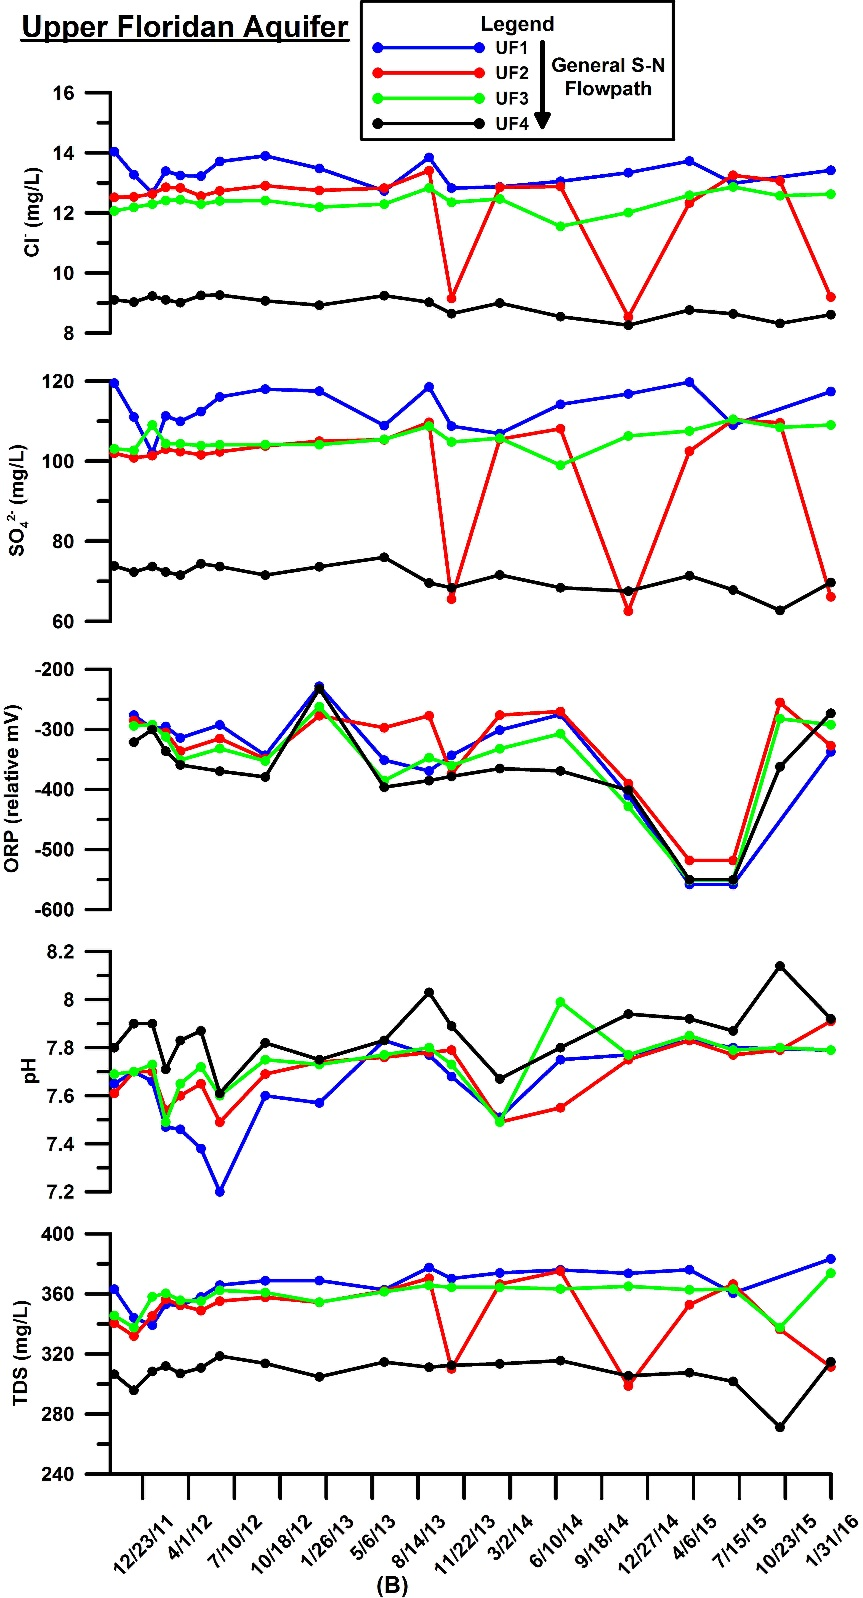 Upper Floridan Aquifer
Legend
UF1
UF2
UF3
UF4
General S-N
Flowpath
16
14
12
10
8
Cl⁻ (mg/L)
120
100
80
60
SO₄²⁻ (mg/L)
-200
-300
-400
-500
-600
ORP (relative mV)
8.2
8
7.8
7.6
7.4
7.2
pH
400
360
320
280
240
TDS (mg/L)
12/23/11
4/1/12
7/10/12
10/18/12
1/26/13
5/6/13
8/14/13
11/22/13
3/2/14
6/10/14
9/18/14
12/27/14
4/6/15
7/15/15
10/23/15
1/31/16
(B)